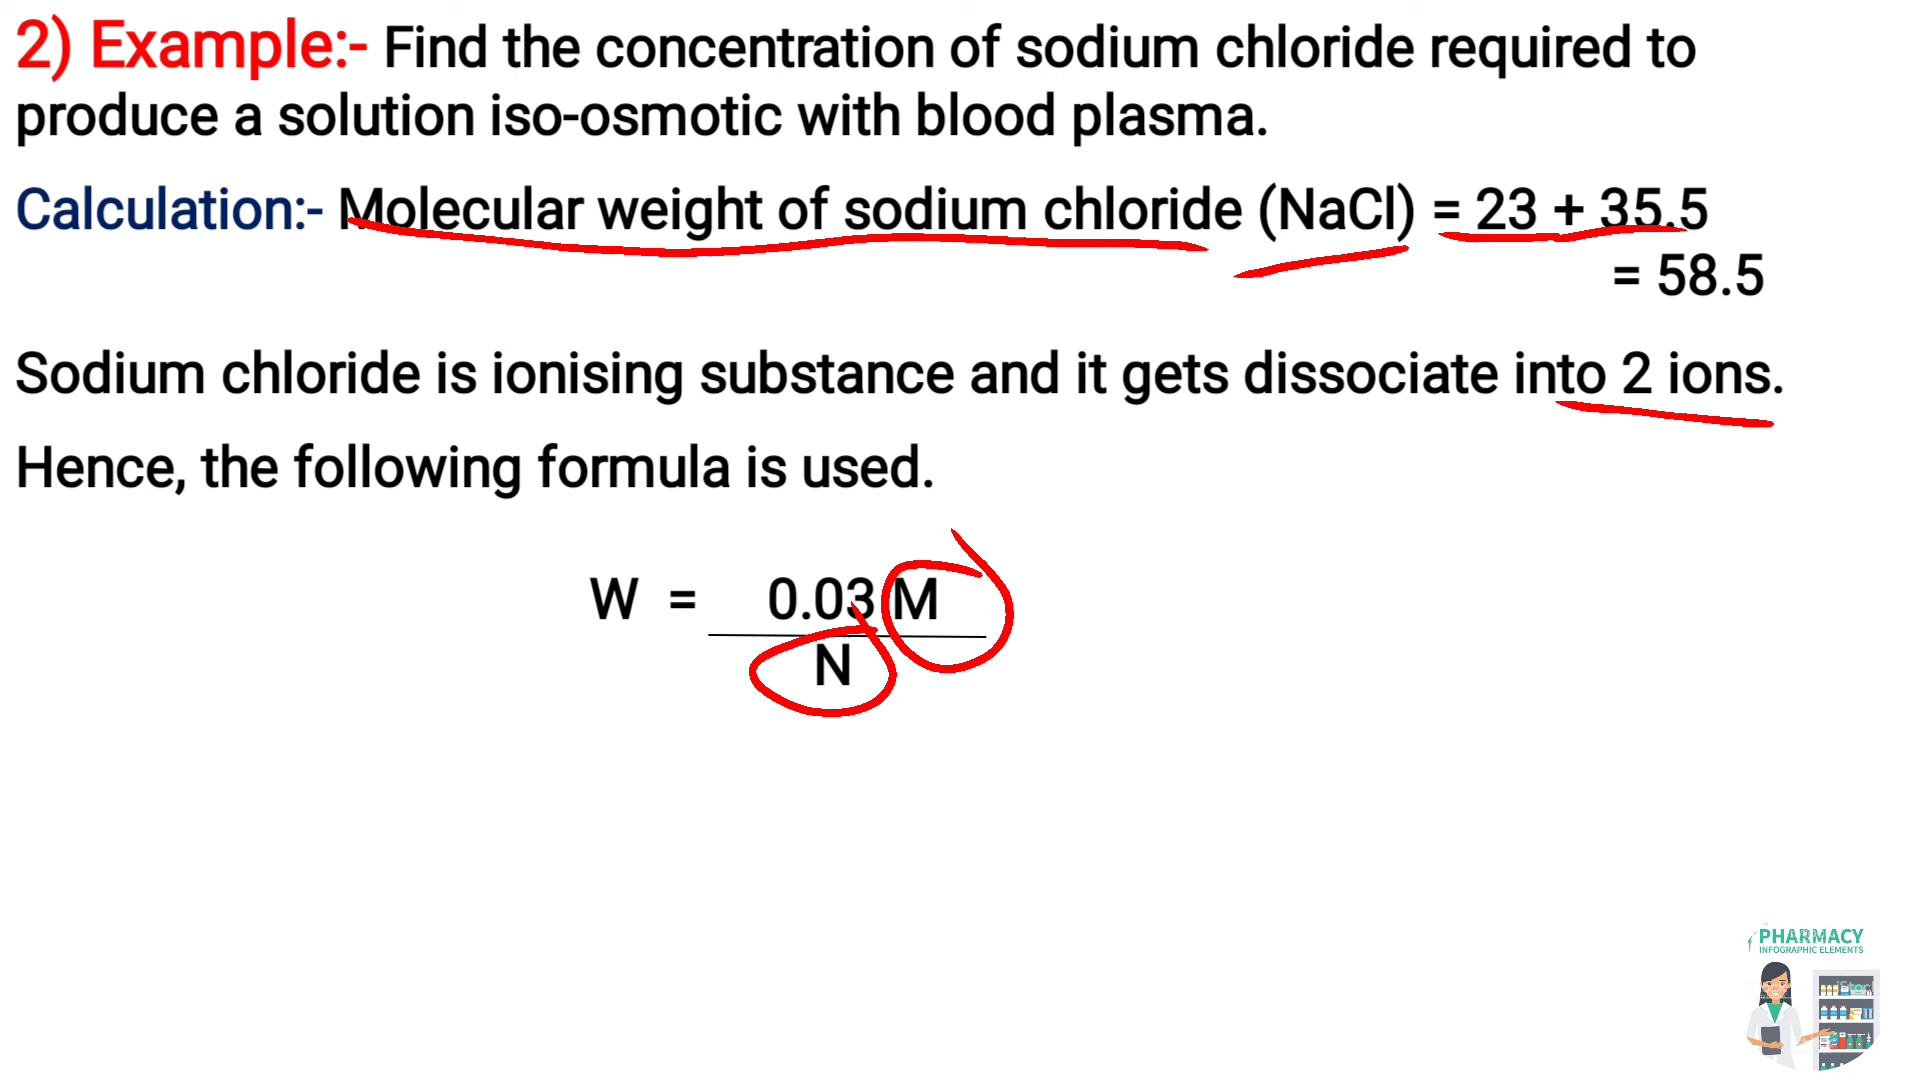 2) Example:- Find the concentration of sodium chloride required to
produce a solution iso-osmotic with blood plasma.
Calculation:- Molecular weight of sodium chloride (NaCl) = 23 + 35.5
= 58.5
Sodium chloride is ionising substance and it gets dissociate into 2 ions.
Hence, the following formula is used.
W = 0.03 M
N
PHARMACY
INFOGRAPHIC ELEMENTS
iStock